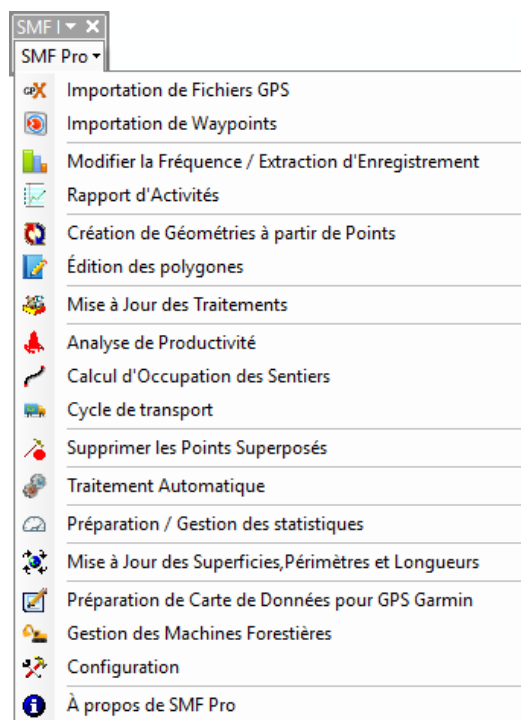 SMF I
SMF Pro
Importation de Fichiers GPS
Importation de Waypoints
Modifier la Fréquence / Extraction d'Enregistrement
Rapport d'Activités
Création de Géométries à partir de Points
Édition des polygones
Mise à Jour des Traitements
Analyse de Productivité
Calcul d'Occupation des Sentiers
Cycle de transport
Supprimer les Points Superposés
Traitement Automatique
Préparation / Gestion des statistiques
Mise à Jour des Superficies,Périmètres et Longueurs
Préparation de Carte de Données pour GPS Garmin
Gestion des Machines Forestières
Configuration
À propos de SMF Pro